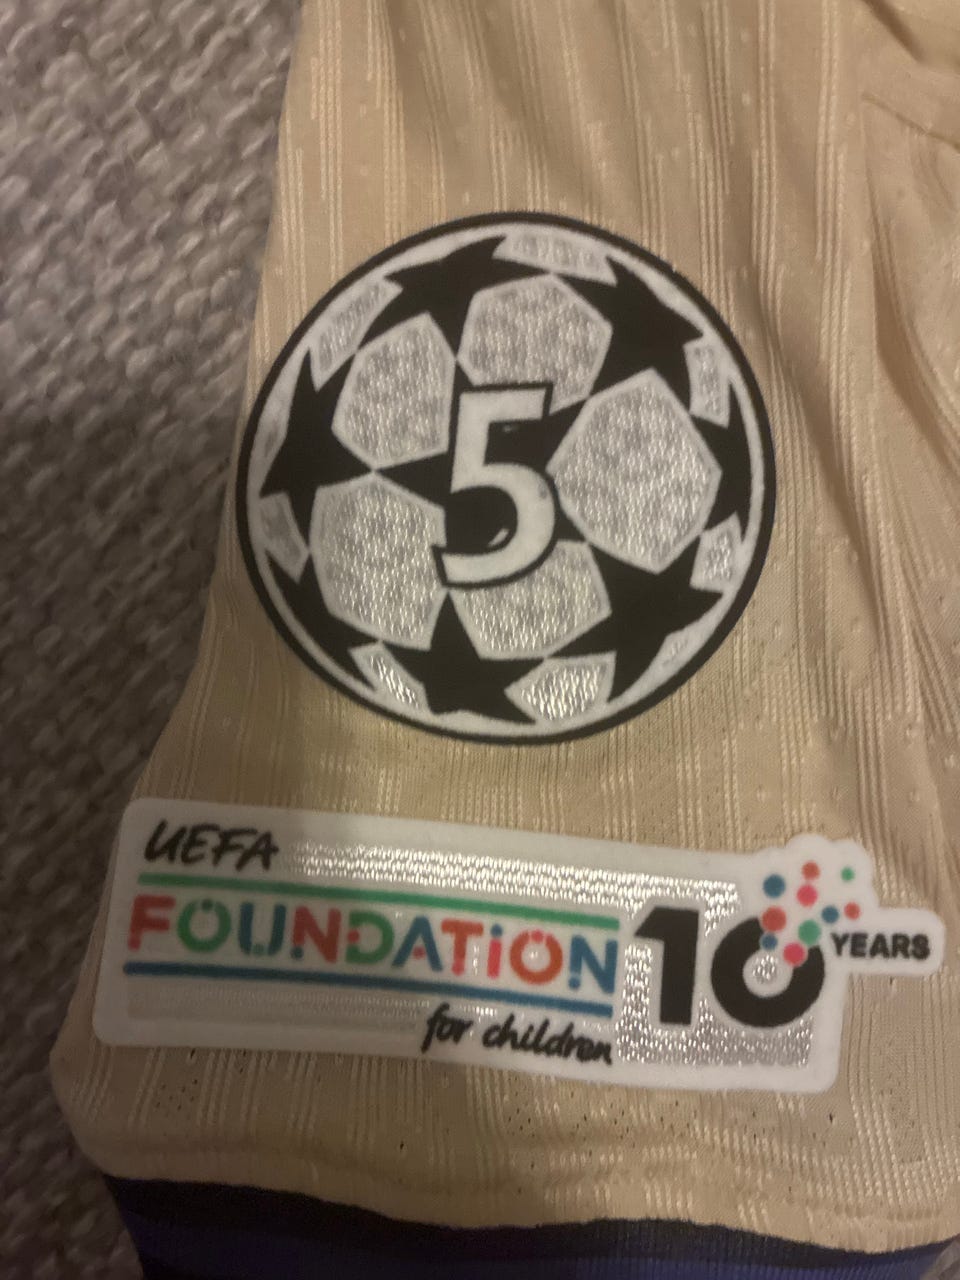 5
UEFA
FOUNDATION
for children
10 YEARS